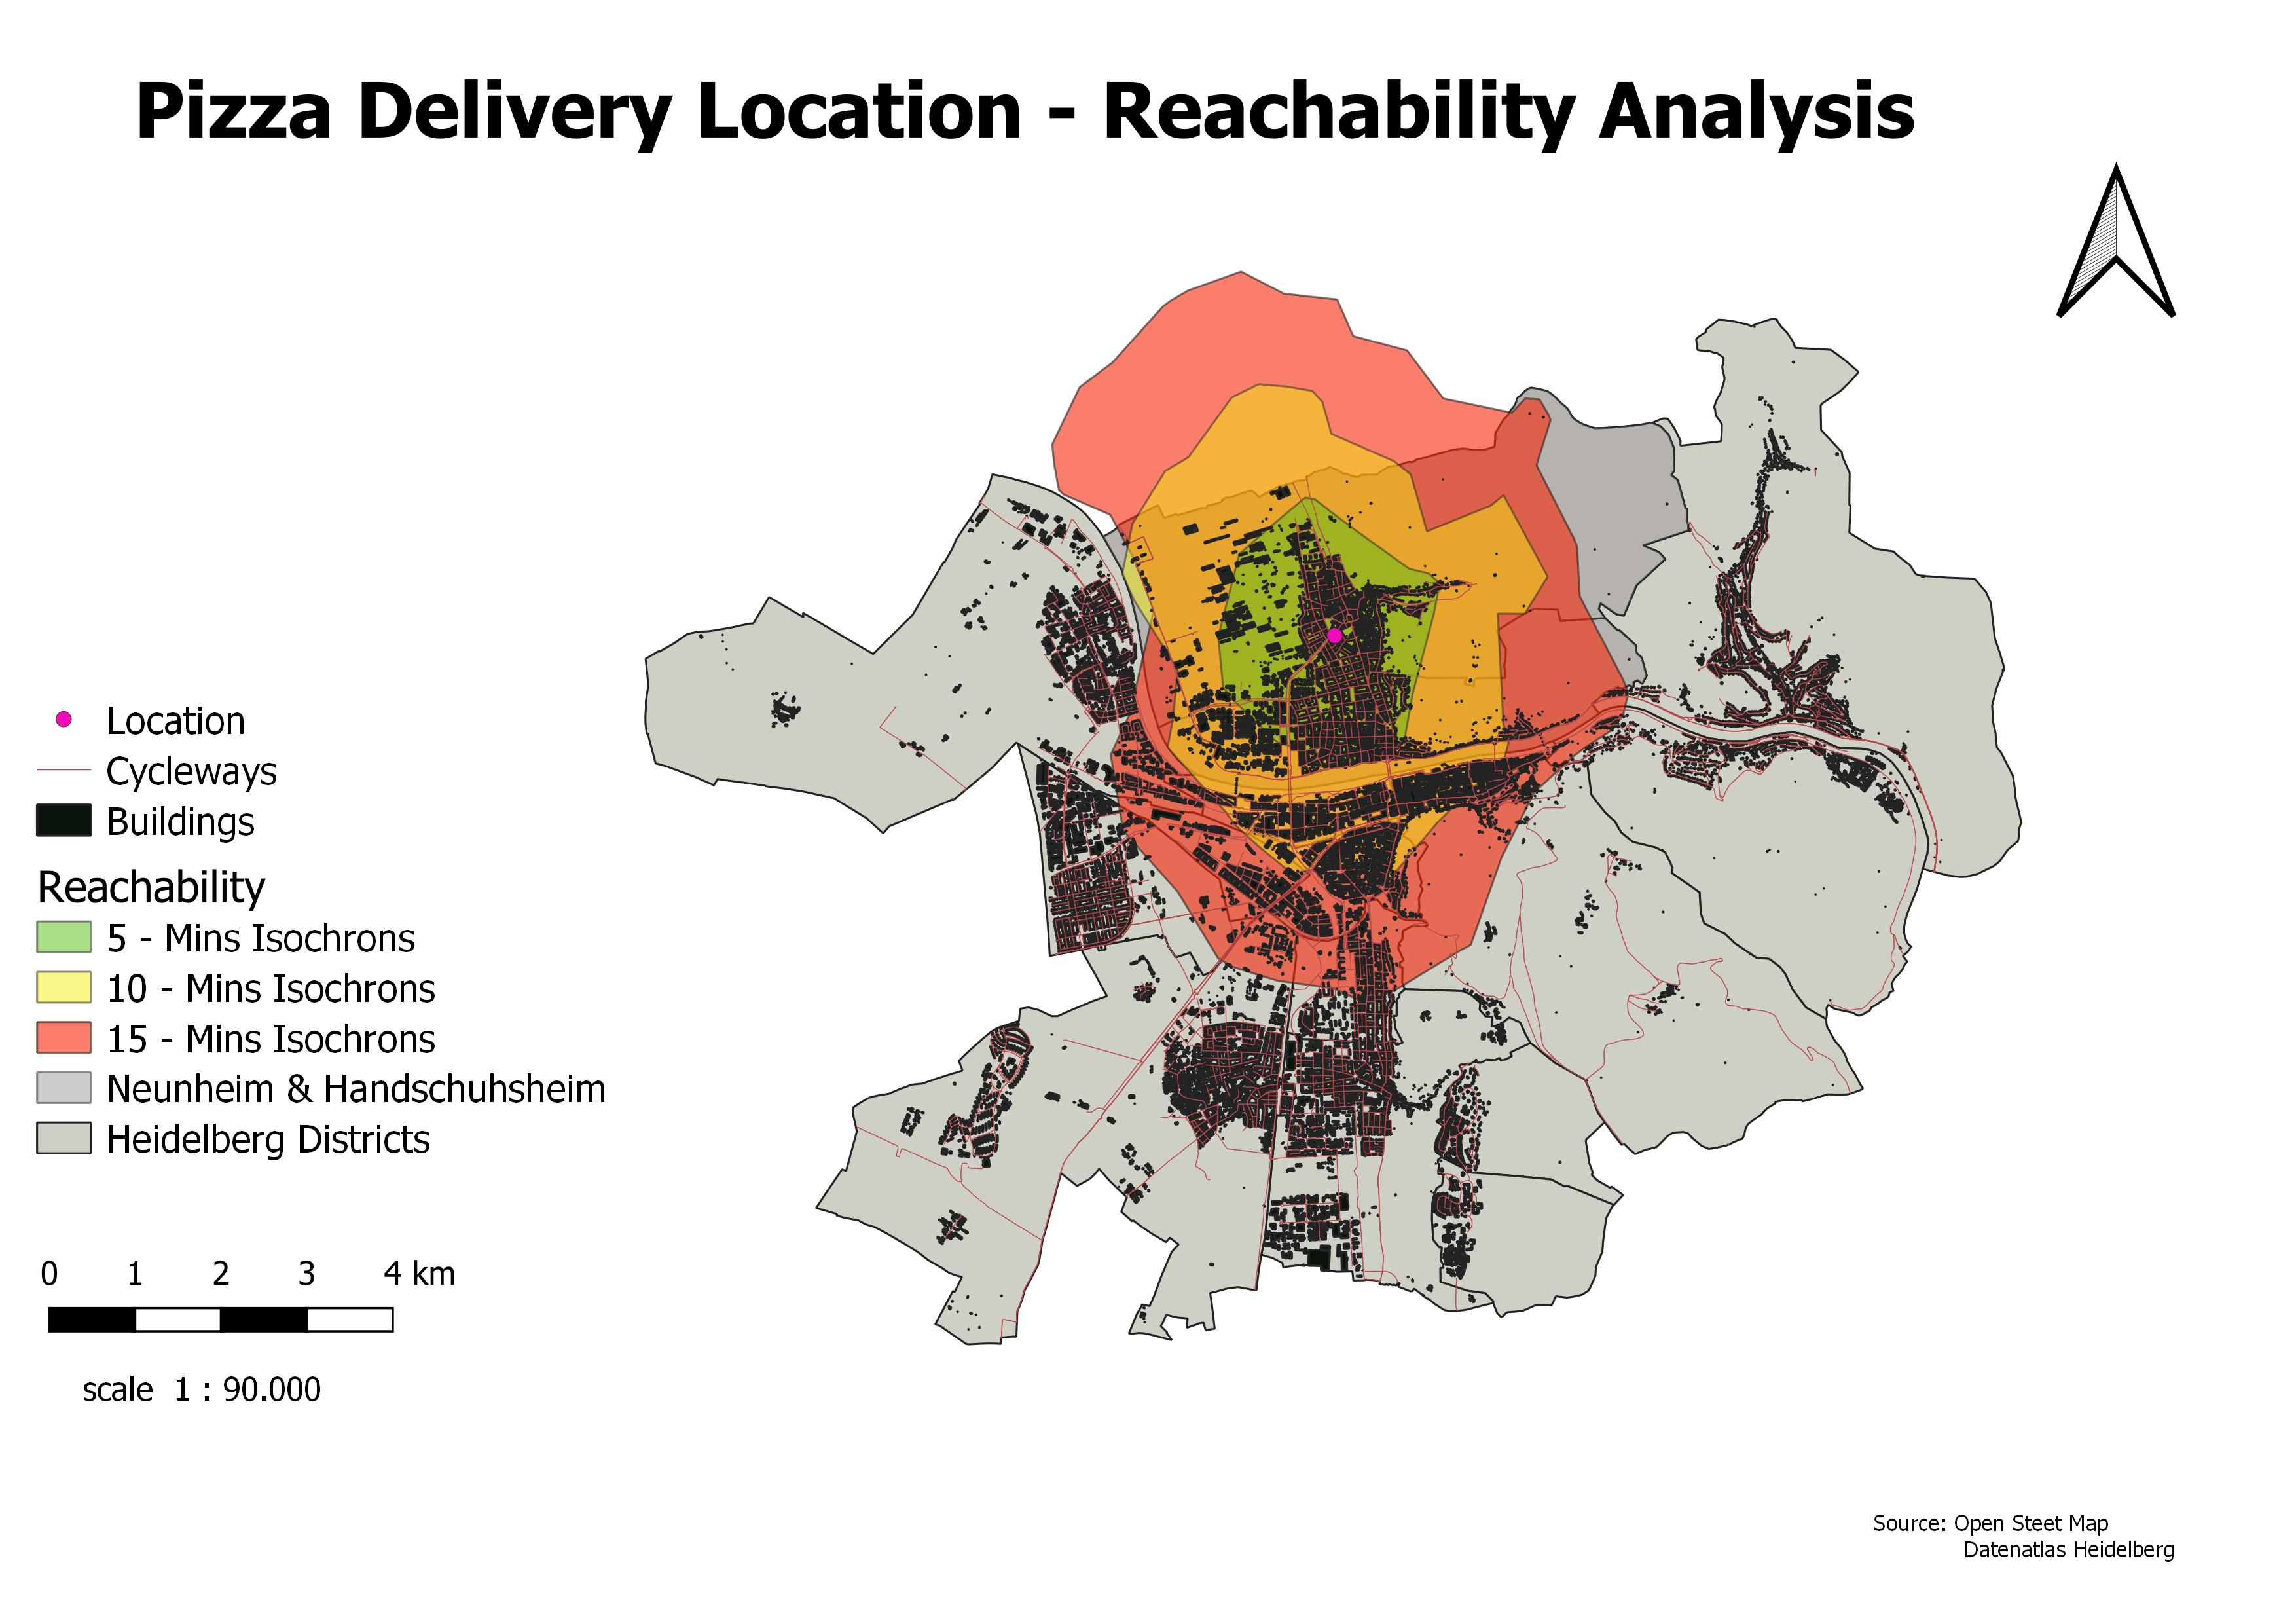 Pizza Delivery Location - Reachability Analysis
Location
Cycleways
Buildings
Reachability
5 - Mins Isochrons
10 - Mins Isochrons
15 - Mins Isochrons
Neunheim & Handschuhsheim
Heidelberg Districts
0 1 2 3 4 km
scale 1 : 90.000
Source: Open Steet Map
Datenatlas Heidelberg